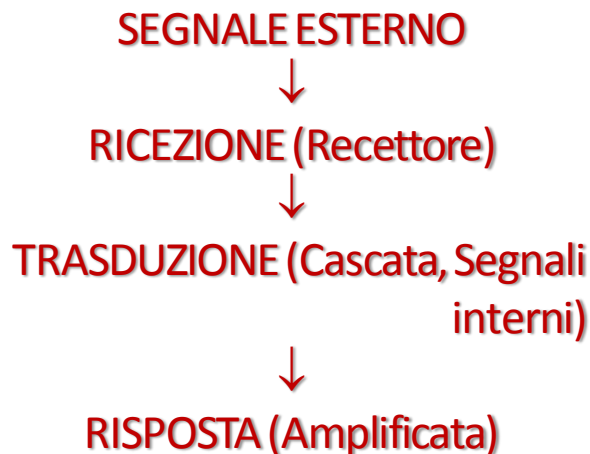 SEGNALE ESTERNO
↓
RICEZIONE (Recettore)
↓
TRASDUZIONE (Cascata, Segnali
interni)
↓
RISPOSTA (Amplificata)